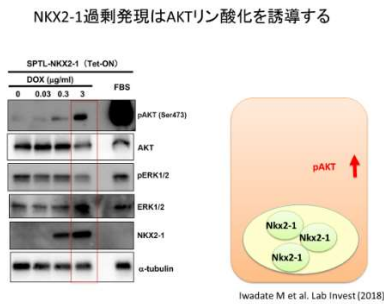 NKX2-1過剰発現はAKTリン酸化を誘導する
SPTL-NKX2-1 (Tet-ON)
DOX (μg/ml)
FBS
0 0.03 0.3 3
pAKT (Ser473)
AKT
pERK1/2
ERK1/2
NKX2-1
α-tubulin
pAKT
Nkx2-1
Nkx2-1
Nkx2-1
Iwadate M et al. Lab Invest (2018)